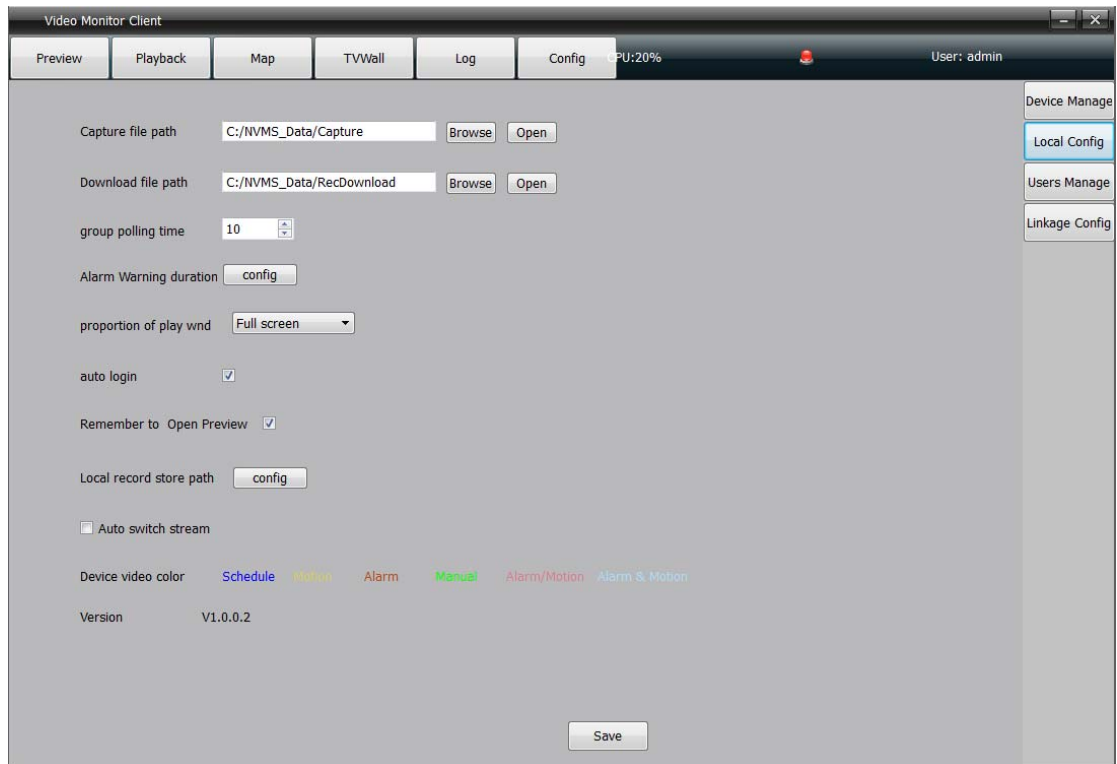 Video Monitor Client
Preview Playback Map TVWall Log Config CPU:20% User: admin
Device Manage
Local Config
Users Manage
Linkage Config
Capture file path C:/NVMS_Data/Capture Browse Open
Download file path C:/NVMS_Data/RecDownload Browse Open
group polling time 10
Alarm Warning duration config
proportion of play wnd Full screen
auto login
Remember to Open Preview
Local record store path config
Auto switch stream
Device video color Schedule Motion Alarm Manual Alarm/Motion Alarm & Motion
Version V1.0.0.2
Save